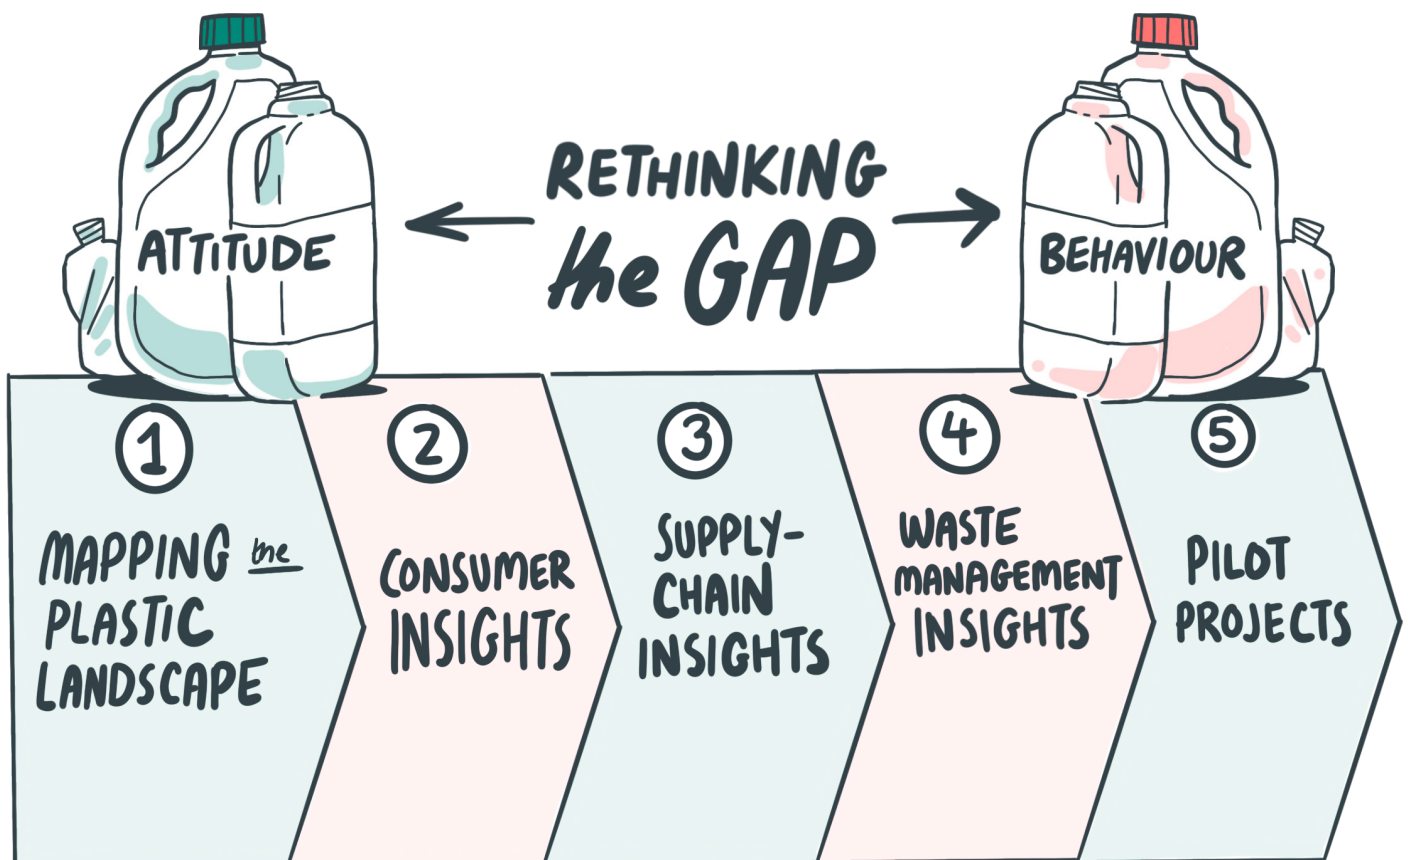 RETHINKING
the GAP
ATTITUDE
BEHAVIOUR
1
MAPPING the
PLASTIC
LANDSCAPE
2
CONSUMER
INSIGHTS
3
SUPPLY-
CHAIN
INSIGHTS
4
WASTE
MANAGEMENT
INSIGHTS
5
PILOT
PROJECTS